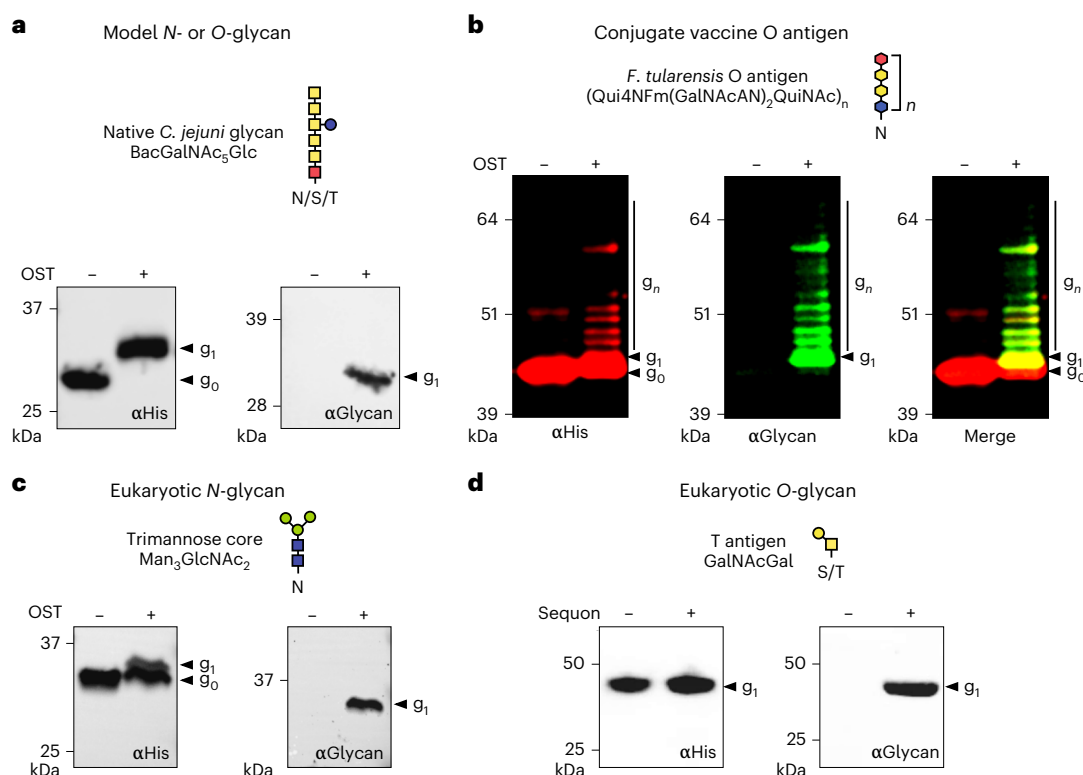 a
Model N- or O-glycan
Native C. jejuni glycan
BacGalNAc5Glc
N/S/T
OST – +
37
25
kDa
g1
g0
αHis
– +
39
28
kDa
g1
αGlycan
b
Conjugate vaccine O antigen
F. tularensis O antigen
(Qui4NFm(GalNAcAN)2QuiNAc)n
n
N
OST – +
64
51
39
kDa
gn
g1
g0
αHis
– +
64
51
39
kDa
gn
g1
αGlycan
– +
64
51
39
kDa
gn
g1
g0
Merge
c
Eukaryotic N-glycan
Trimannose core
Man3GlcNAc2
N
OST – +
37
25
kDa
g1
g0
αHis
– +
37
kDa
g1
αGlycan
d
Eukaryotic O-glycan
T antigen
GalNAcGal
S/T
Sequon – +
50
25
kDa
g1
αHis
– +
50
25
kDa
g1
αGlycan